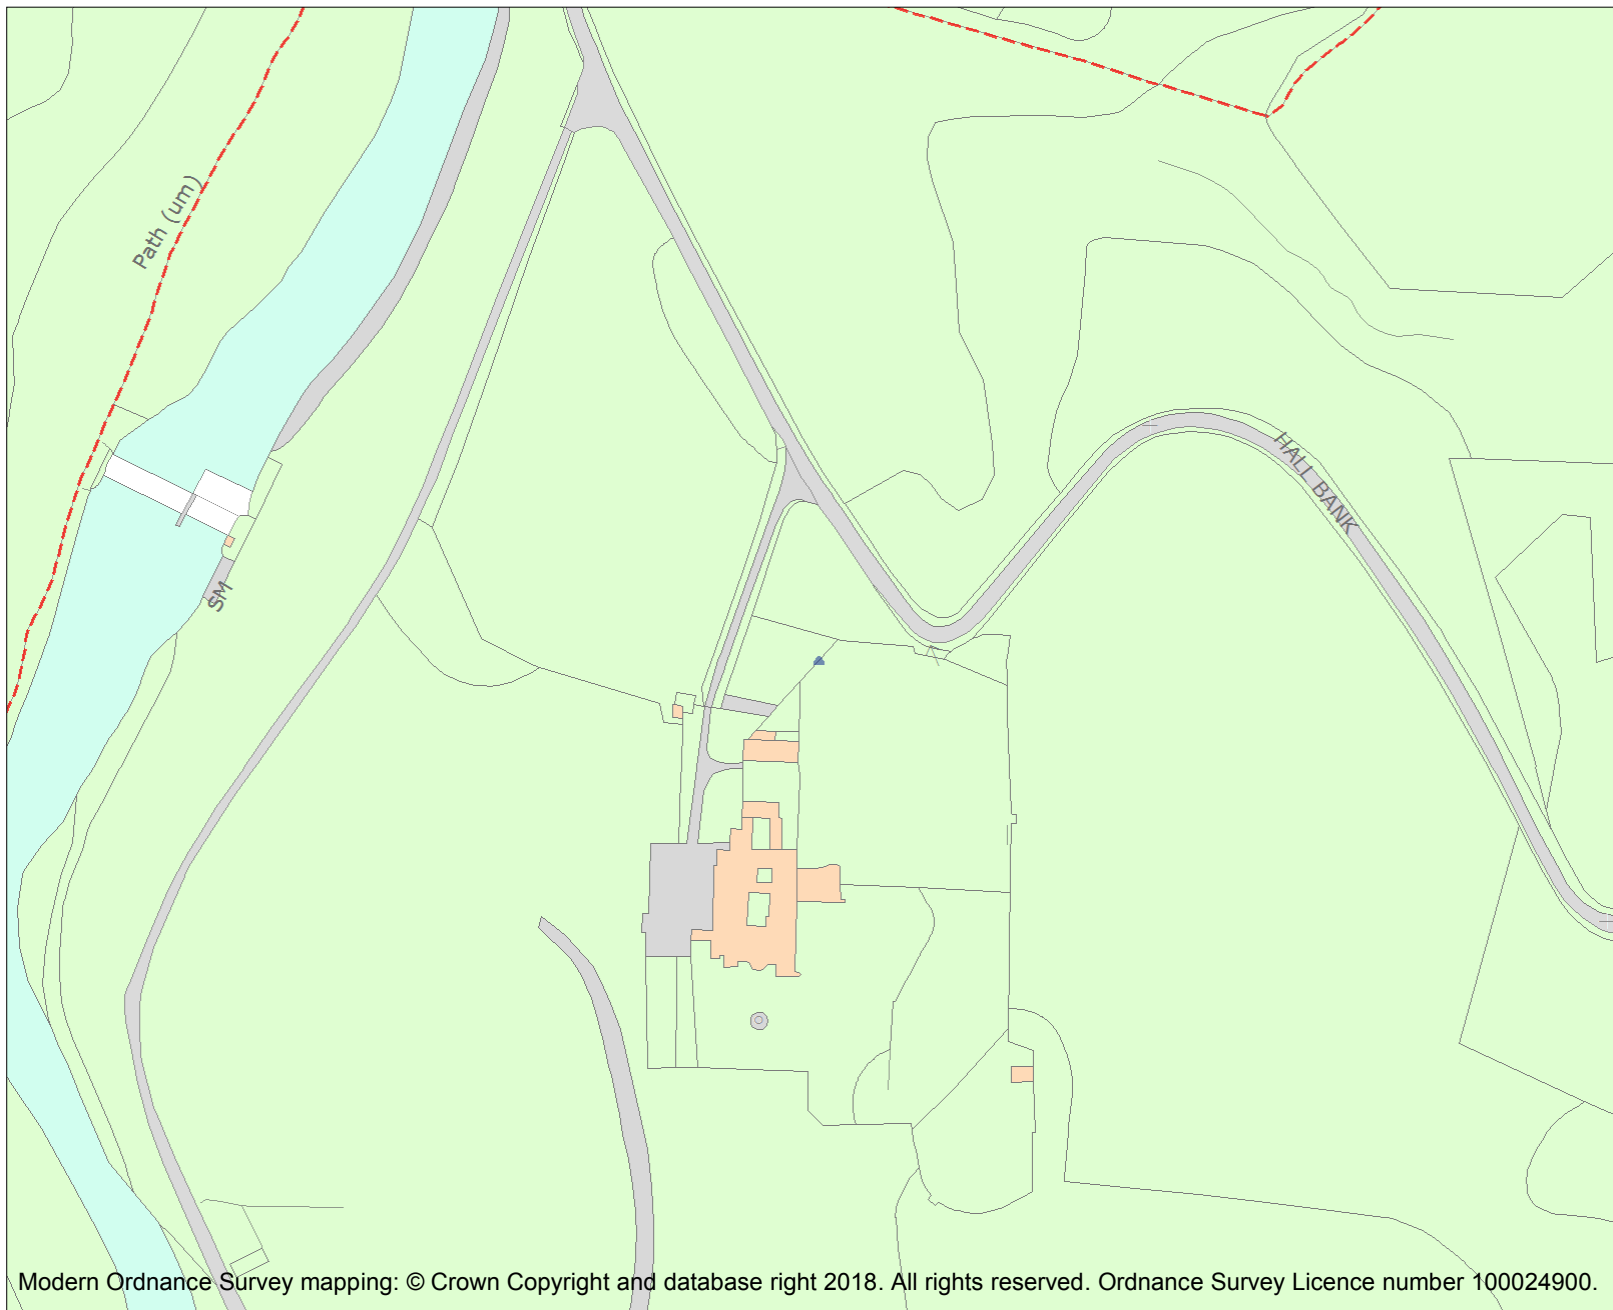 Path (um)
HALL BANK
SM
Modern Ordnance Survey mapping: © Crown Copyright and database right 2018. All rights reserved. Ordnance Survey Licence number 100024900.